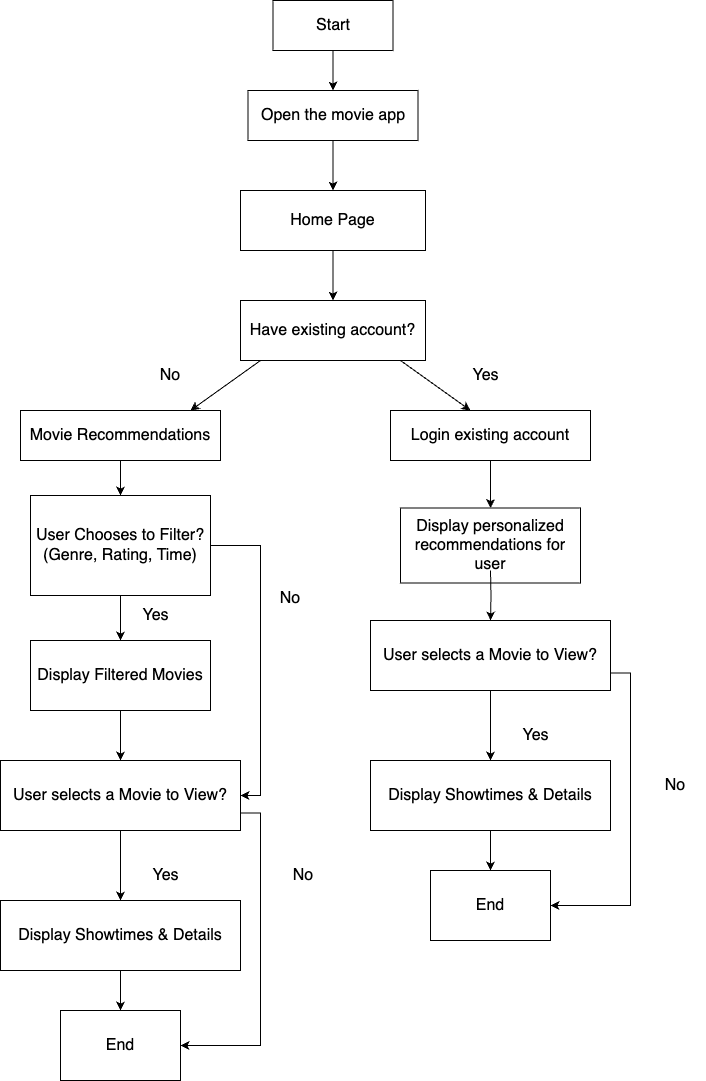 Start
Open the movie app
Home Page
Have existing account?
No
Yes
Movie Recommendations
Login existing account
User Chooses to Filter?
(Genre, Rating, Time)
Display personalized
recommendations for
user
No
Yes
User selects a Movie to View?
Display Filtered Movies
Yes
No
User selects a Movie to View?
Display Showtimes & Details
Yes
No
End
Display Showtimes & Details
End